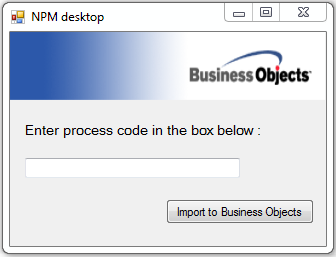 NPM desktop
Business Objects
Enter process code in the box below :
Import to Business Objects